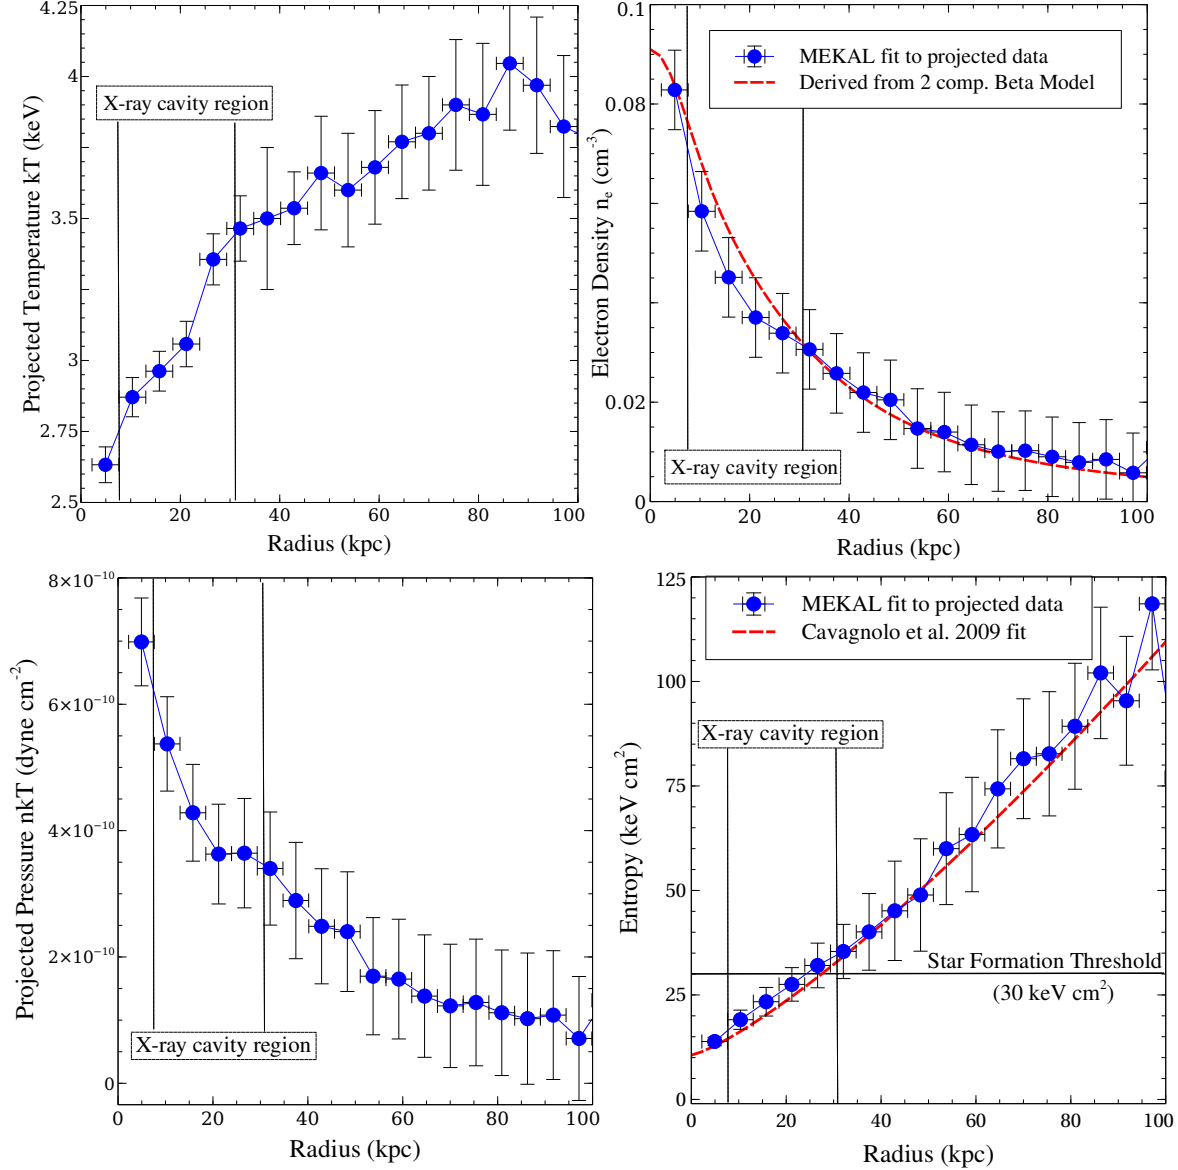 4.25
4
3.5
3
2.75
2.5
Projected Temperature kT (keV)
X-ray cavity region
0 20 40 60 80 100
Radius (kpc)
0.1
0.08
0.02
0
Electron Density n_e (cm^-3)
MEKAL fit to projected data
Derived from 2 comp. Beta Model
X-ray cavity region
0 20 40 60 80 100
Radius (kpc)
8×10^-10
6×10^-10
4×10^-10
2×10^-10
0
Projected Pressure nkT (dyne cm^-2)
X-ray cavity region
0 20 40 60 80 100
Radius (kpc)
125
100
75
50
25
0
Entropy (keV cm^2)
MEKAL fit to projected data
Cavagnolo et al. 2009 fit
X-ray cavity region
Star Formation Threshold
(30 keV cm^2)
0 20 40 60 80 100
Radius (kpc)